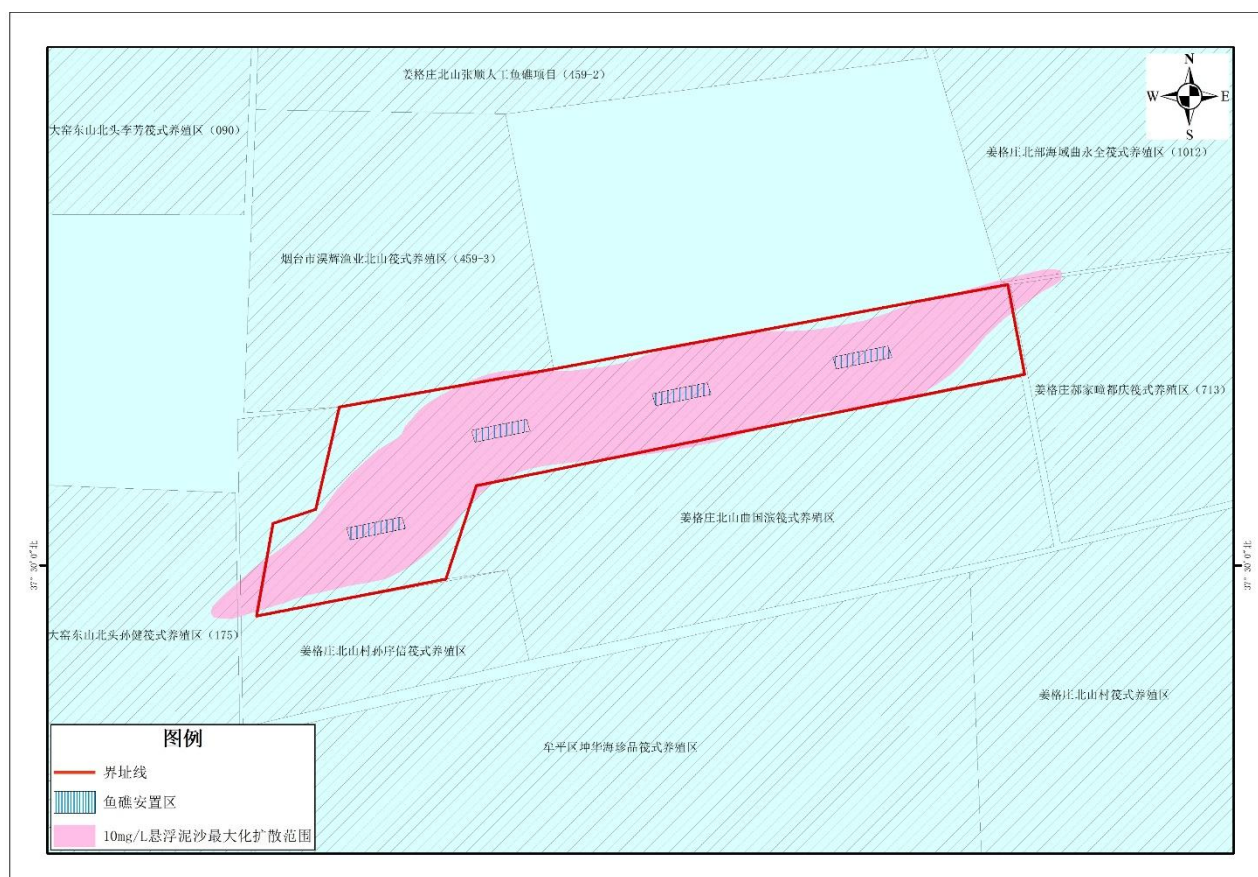 姜格庄北山张顺人工鱼礁项目（459-2）
N
W
E
S
大窑东山北头李芳筏式养殖区（090）
姜格庄北部海域曲永全筏式养殖区（1012）
烟台市溪辉渔业北山筏式养殖区（459-3）
姜格庄郝家疃都庆筏式养殖区（713）
姜格庄北山曲国滨筏式养殖区
37° 30′ 0″北
37° 30′ 0″北
大窑东山北头孙健筏式养殖区（175）
姜格庄北山村孙序信筏式养殖区
姜格庄北山村筏式养殖区
牟平区坤华海珍品筏式养殖区
图例
界址线
鱼礁安置区
10mg/L悬浮泥沙最大化扩散范围